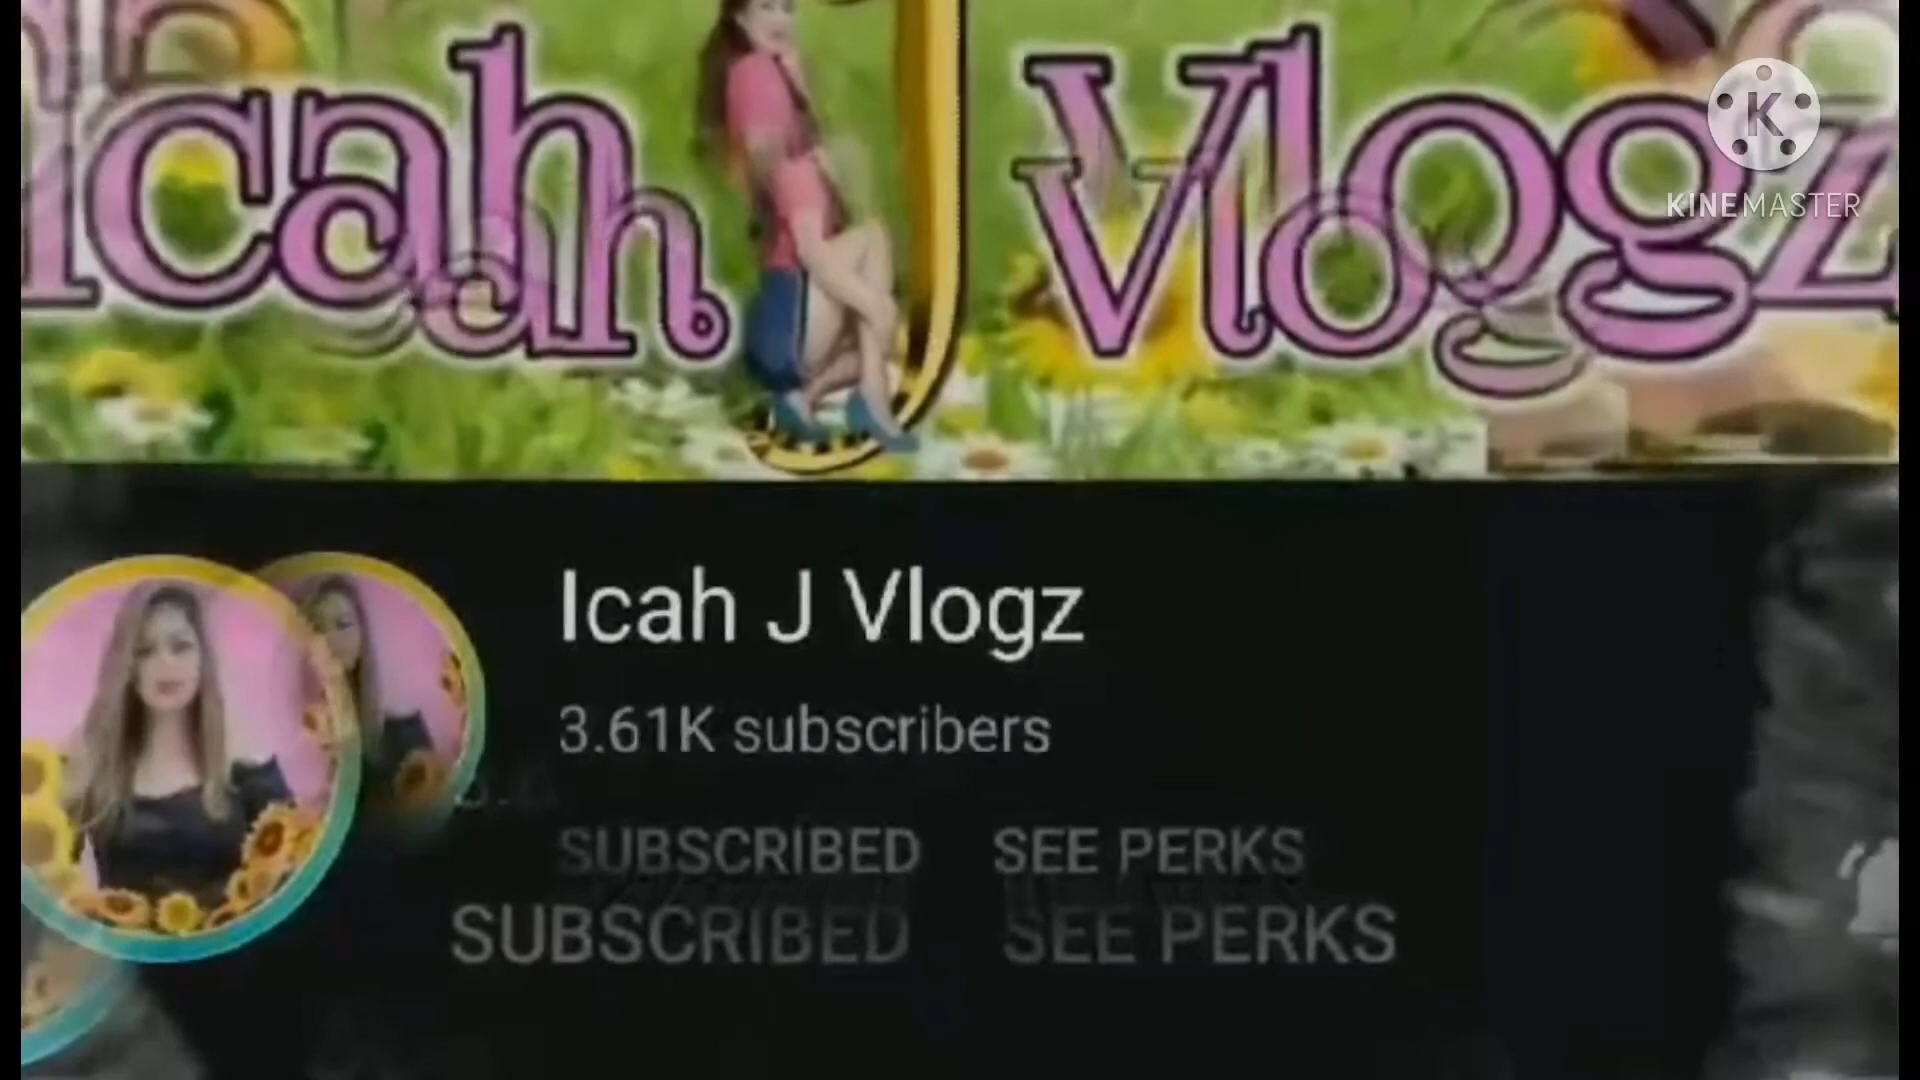 Icah J Vlogz
K
KINEMASTER
Icah J Vlogz
3.61K subscribers
SUBSCRIBED SEE PERKS
SUBSCRIBED SEE PERKS